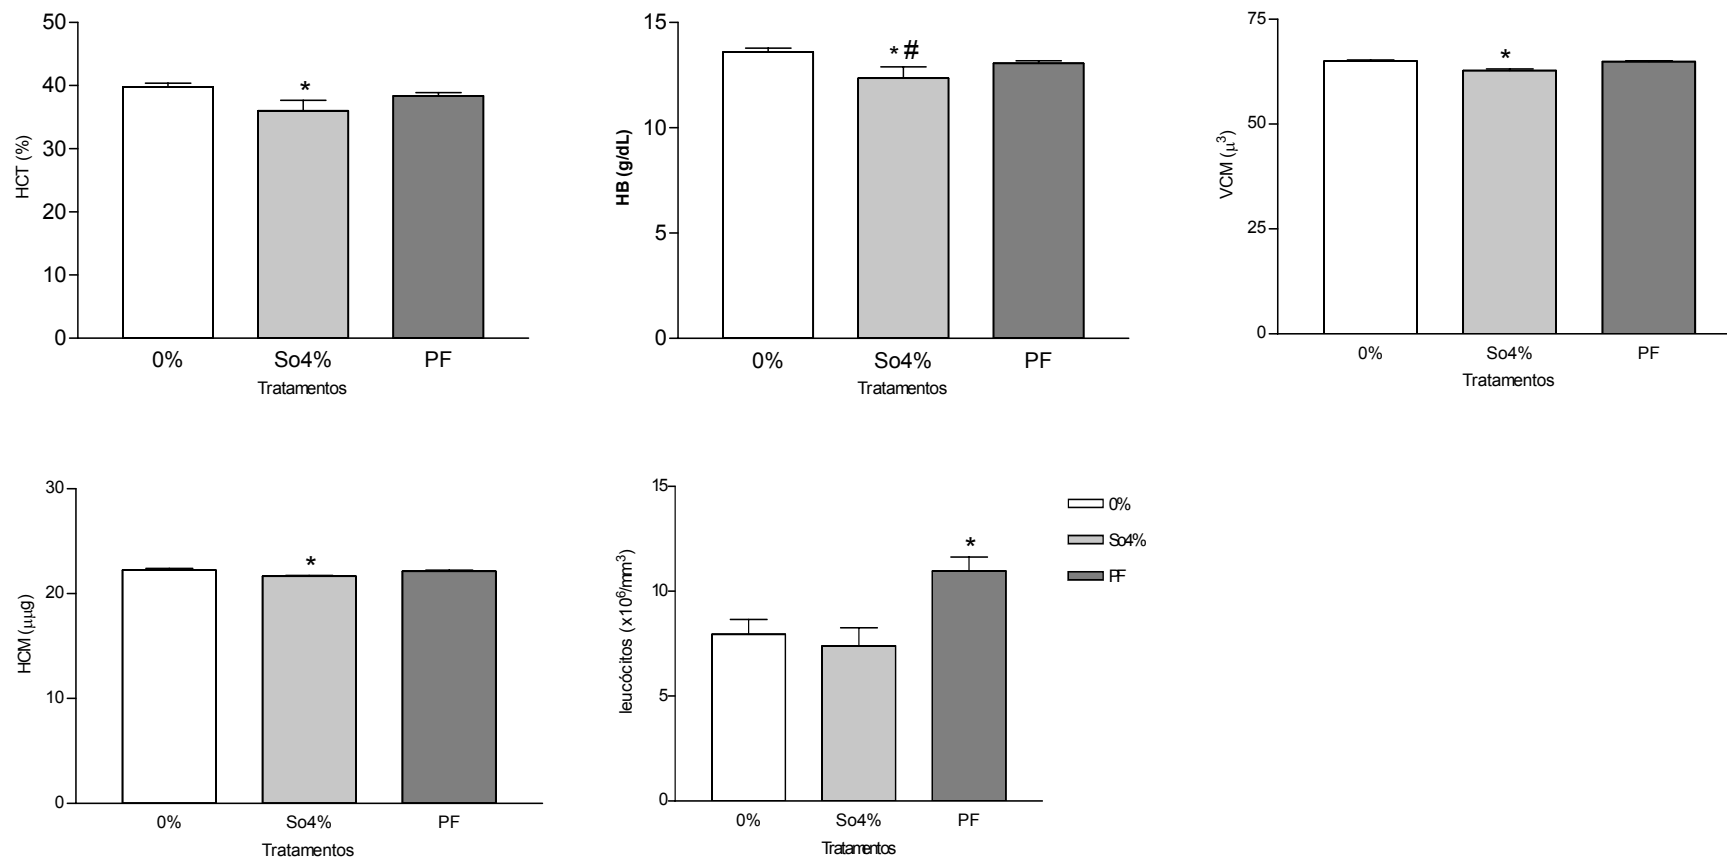 50
40
30
20
10
0
HCT (%)
*
0%
So4%
PF
Tratamentos
15
10
5
0
HB (g/dL)
*#
0%
So4%
PF
Tratamentos
75
50
25
0
VCM (μ³)
*
0%
So4%
PF
Tratamentos
30
20
10
0
HCM (μμg)
*
0%
So4%
PF
Tratamentos
15
10
5
0
leucócitos (x10⁶/mm³)
*
0%
So4%
PF
Tratamentos
0%
So4%
PF